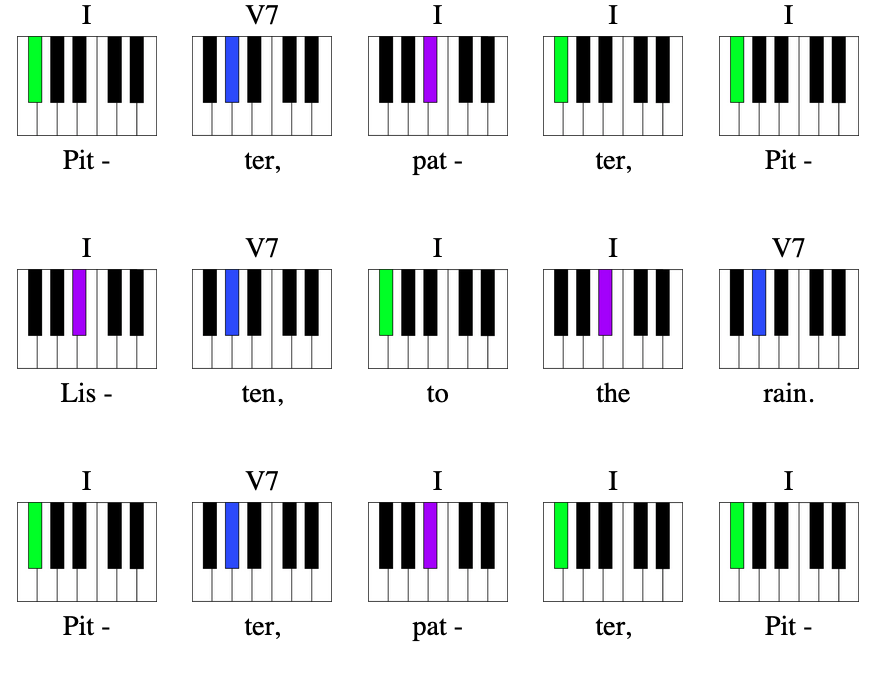 I V7 I I I
Pit - ter, pat - ter, Pit -
I V7 I I V7
Lis - ten, to the rain.
I V7 I I I
Pit - ter, pat - ter, Pit -